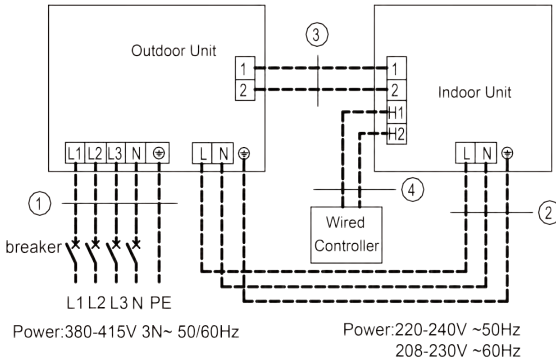 Outdoor Unit
Indoor Unit
③
1
2
1
2
H1
H2
L1 L2 L3 N ⏚
L N ⏚
L N ⏚
①
④
②
Wired
Controller
breaker
L1 L2 L3 N PE
Power:380-415V 3N~ 50/60Hz
Power:220-240V ~50Hz
208-230V ~60Hz